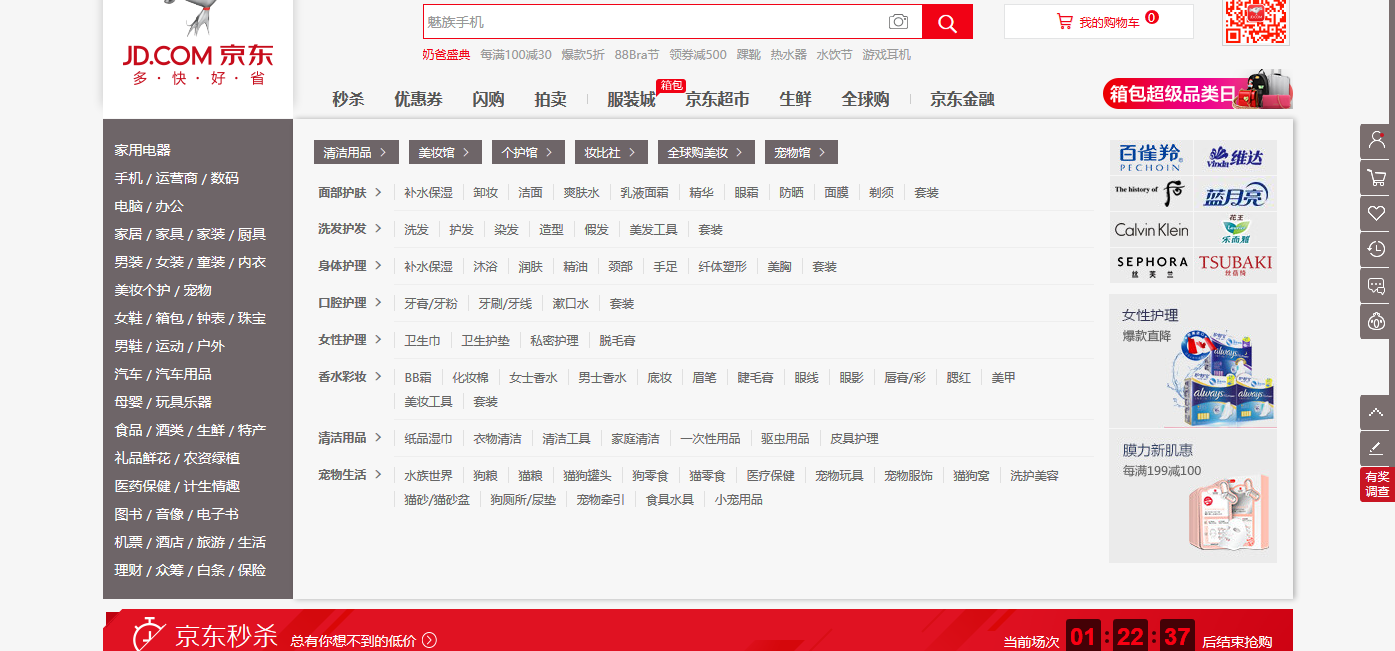 魅族手机
我的购物车 0
JD.COM 京东
多·快·好·省
奶爸盛典 每满100减30 爆款5折 88Bra节 领券减500 踝靴 热水器 水饺节 游戏耳机
箱包
秒杀 优惠券 闪购 拍卖 服装城 京东超市 生鲜 全球购 京东金融
箱包超级品类日
家用电器
手机 / 运营商 / 数码
电脑 / 办公
家居 / 家具 / 家装 / 厨具
男装 / 女装 / 童装 / 内衣
美妆个护 / 宠物
女鞋 / 箱包 / 钟表 / 珠宝
男鞋 / 运动 / 户外
汽车 / 汽车用品
母婴 / 玩具乐器
食品 / 酒类 / 生鲜 / 特产
礼品鲜花 / 农资绿植
医药保健 / 计生情趣
图书 / 音像 / 电子书
机票 / 酒店 / 旅游 / 生活
理财 / 众筹 / 白条 / 保险
清洁用品 美妆馆 个护馆 妆比社 全球购美妆 宠物馆
面部护肤 补水保湿 卸妆 洁面 爽肤水 乳液面霜 精华 眼霜 防晒 面膜 剃须 套装
洗发护发 洗发 护发 染发 造型 假发 美发工具 套装
身体护理 补水保湿 沐浴 润肤 精油 颈部 手足 纤体塑形 美胸 套装
口腔护理 牙膏/牙粉 牙刷/牙线 漱口水 套装
女性护理 卫生巾 卫生护垫 私密护理 脱毛膏
香水彩妆 BB霜 化妆棉 女士香水 男士香水 底妆 眉笔 睫毛膏 眼线 眼影 唇膏/彩 腮红 美甲
美妆工具 套装
清洁用品 纸品湿巾 衣物清洁 清洁工具 家庭清洁 一次性用品 驱虫用品 皮具护理
宠物生活 水族世界 狗粮 猫粮 猫狗罐头 狗零食 猫零食 医疗保健 宠物玩具 宠物服饰 猫狗窝 洗护美容
猫砂/猫砂盆 狗厕所/尿垫 宠物牵引 食具水具 小宠用品
百雀羚
PECHOIN
Vinda 维达
The history of 后
蓝月亮
Calvin Klein
花王
Laurier
乐而雅
SEPHORA
丝芙兰
TSUBAKI
丝蓓绮
女性护理
爆款直降
always
always
always
膜力新肌惠
每满199减100
有奖
调查
京东秒杀 总有你想不到的低价
当前场次 01 : 22 : 37 后结束抢购